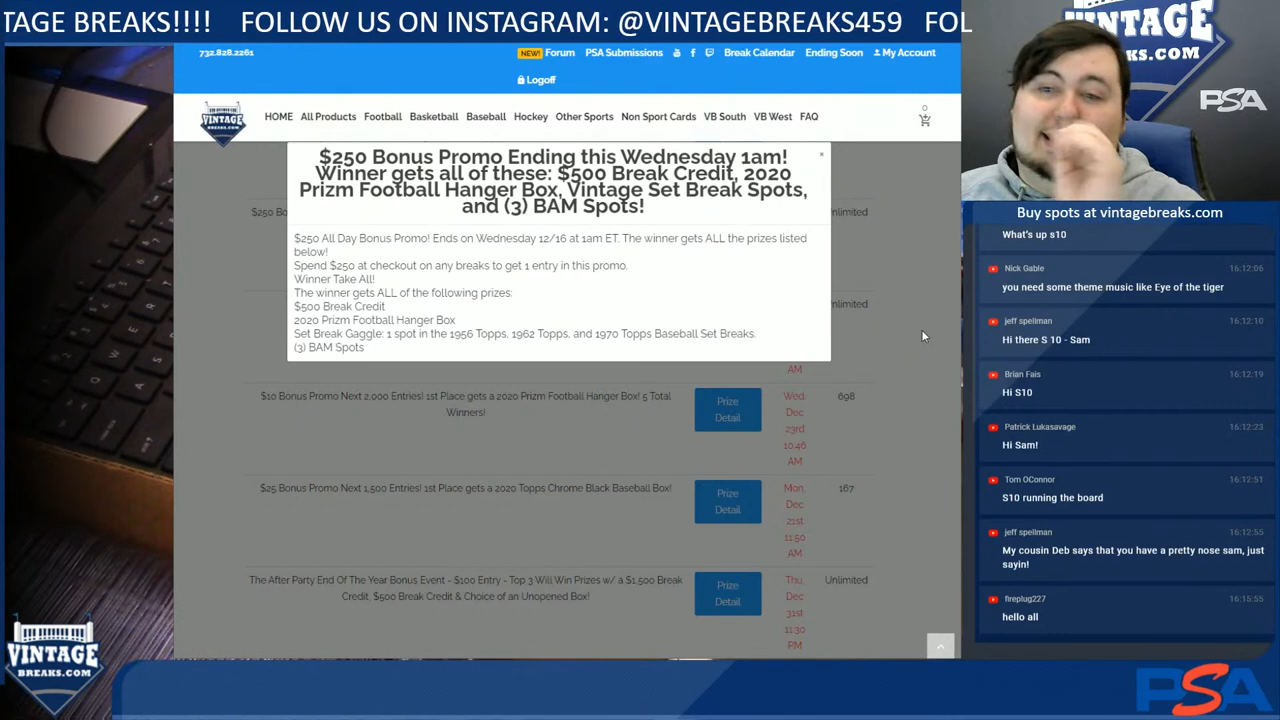 TAGE BREAKS!!!! FOLLOW US ON INSTAGRAM: @VINTAGEBREAKS459 FOL
732.828.2261
NEW! Forum PSA Submissions Break Calendar Ending Soon My Account
Logoff
VINTAGE BREAKS.COM
HOME All Products Football Basketball Baseball Hockey Other Sports Non Sport Cards VB South VB West FAQ
0
$250 Bonus Promo Ending this Wednesday 1am!
Winner gets all of these: $500 Break Credit, 2020
Prizm Football Hanger Box, Vintage Set Break Spots,
and (3) BAM Spots!
×
$250 All Day Bonus Promo! Ends on Wednesday 12/16 at 1am ET. The winner gets ALL the prizes listed
below!
Spend $250 at checkout on any breaks to get 1 entry in this promo.
Winner Take All!
The winner gets ALL of the following prizes:
$500 Break Credit
2020 Prizm Football Hanger Box
Set Break Gaggle: 1 spot in the 1956 Topps, 1962 Topps, and 1970 Topps Baseball Set Breaks.
(3) BAM Spots
$250 Bo
nlimited
nlimited
AM
$10 Bonus Promo Next 2,000 Entries! 1st Place gets a 2020 Prizm Football Hanger Box! 5 Total
Winners!
Prize
Detail
Wed,
Dec
23rd
10:46
AM
698
$25 Bonus Promo Next 1,500 Entries! 1st Place gets a 2020 Topps Chrome Black Baseball Box!
Prize
Detail
Mon,
Dec
21st
11:50
AM
167
The After Party End Of The Year Bonus Event - $100 Entry - Top 3 Will Win Prizes w/ a $1,500 Break
Credit, $500 Break Credit & Choice of an Unopened Box!
Prize
Detail
Thu,
Dec
31st
11:30
PM
Unlimited
VINTAGE
KS.COM
PSA
Buy spots at vintagebreaks.com
What's up s10
Nick Gable 16:12:06
you need some theme music like Eye of the tiger
jeff spellman 16:12:10
Hi there S 10 - Sam
Brian Fais 16:12:19
Hi S10
Patrick Lukasavage 16:12:23
Hi Sam!
Tom OConnor 16:12:51
S10 running the board
jeff spellman 16:12:55
My cousin Deb says that you have a pretty nose sam, just
sayin!
fireplug227 16:15:55
hello all
VINTAGE
BREAKS.COM
PSA